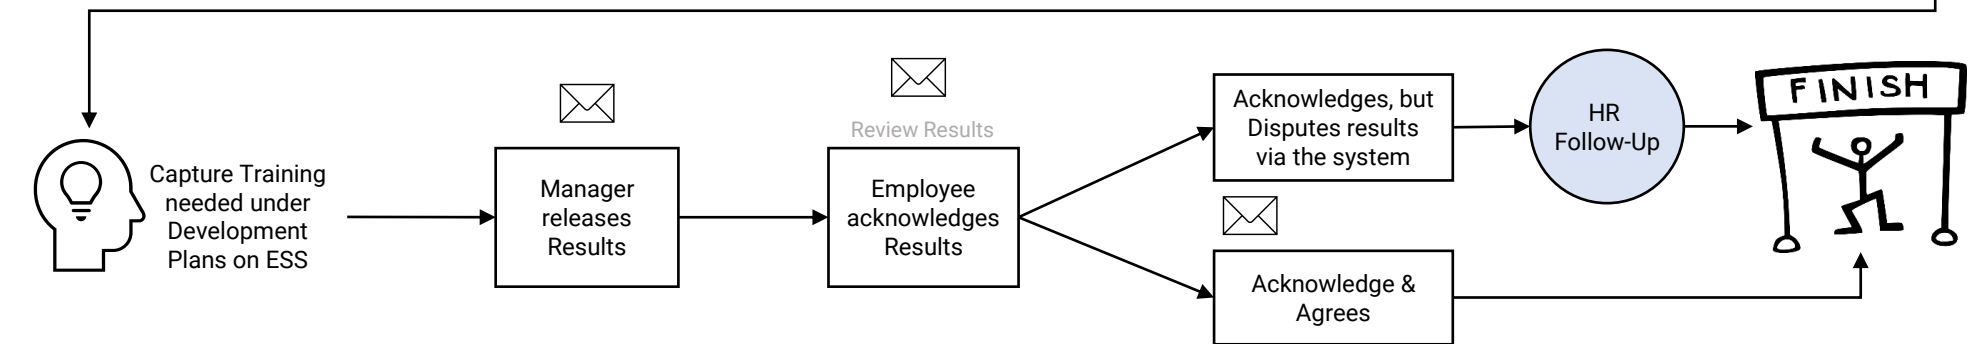 Capture Training
needed under
Development
Plans on ESS
Manager
releases
Results
Review Results
Employee
acknowledges
Results
Acknowledges, but
Disputes results
via the system
Acknowledge &
Agrees
HR
Follow-Up
FINISH